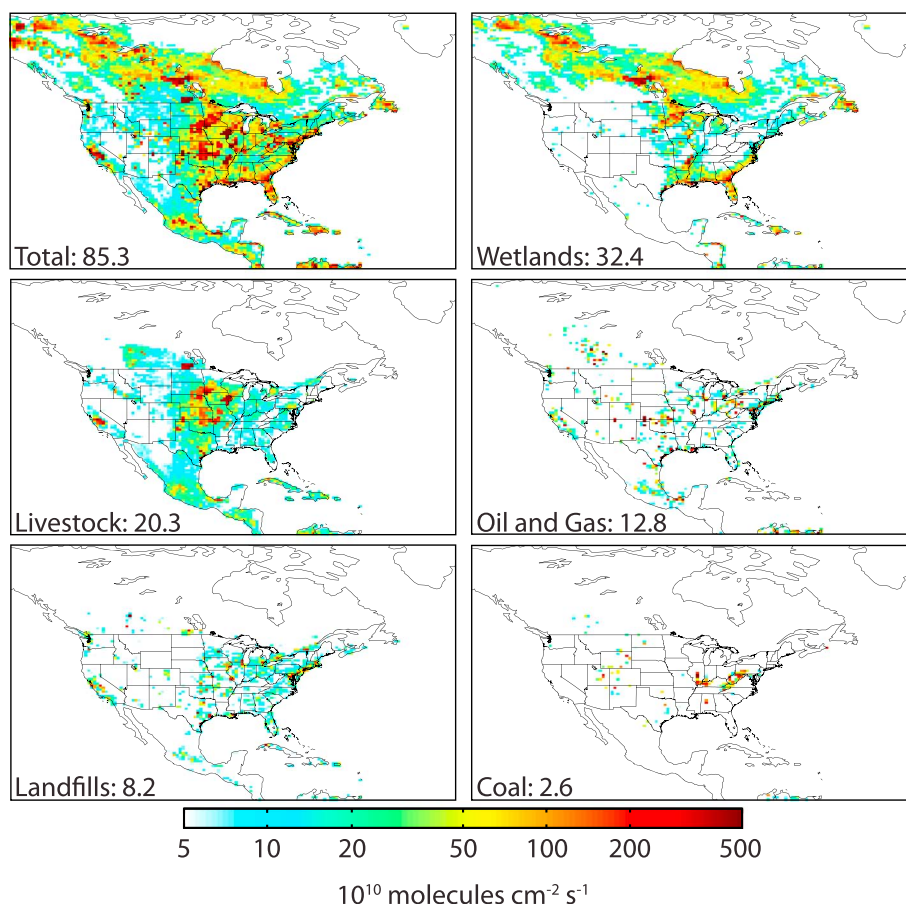 Total: 85.3
Wetlands: 32.4
Livestock: 20.3
Oil and Gas: 12.8
Landfills: 8.2
Coal: 2.6
5 10 20 50 100 200 500
10¹⁰ molecules cm⁻² s⁻¹